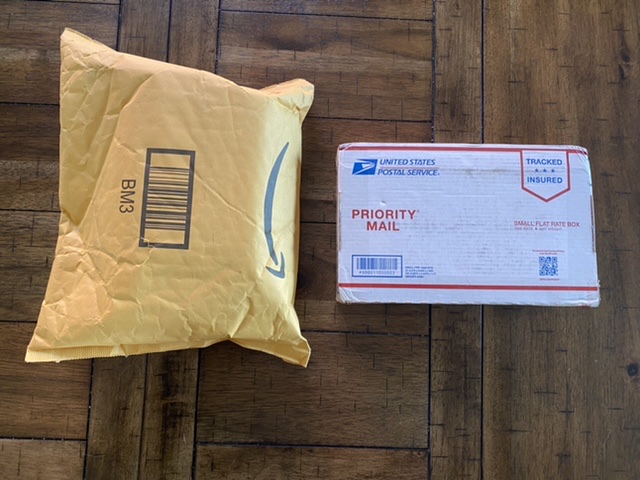 BM3
UNITED STATES
POSTAL SERVICE®
TRACKED
★ ★ ★
INSURED
PRIORITY®
MAIL
SMALL FLAT RATE BOX